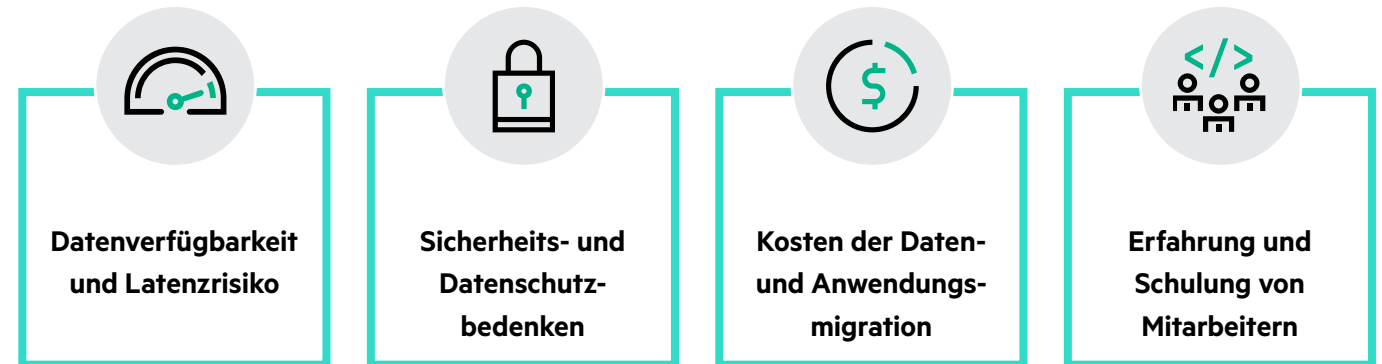 Datenverfügbarkeit
und Latenzrisiko
Sicherheits- und
Datenschutz-
bedenken
Kosten der Daten-
und Anwendungs-
migration
Erfahrung und
Schulung von
Mitarbeitern